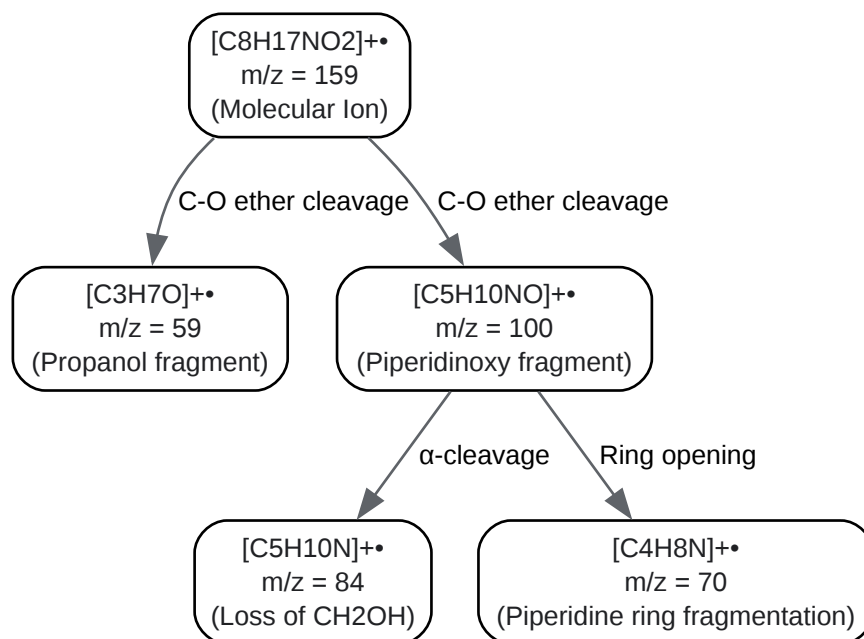 [C8H17NO2]+•
m/z = 159
(Molecular Ion)
C-O ether cleavage
C-O ether cleavage
[C3H7O]+•
m/z = 59
(Propanol fragment)
[C5H10NO]+•
m/z = 100
(Piperidinoxy fragment)
α-cleavage
Ring opening
[C5H10N]+•
m/z = 84
(Loss of CH2OH)
[C4H8N]+•
m/z = 70
(Piperidine ring fragmentation)